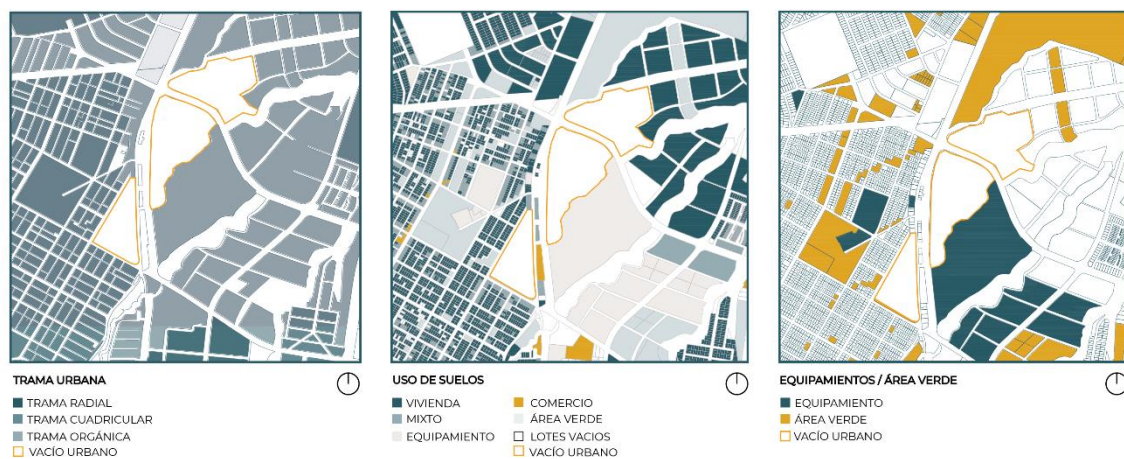 TRAMA URBANA
TRAMA RADIAL
TRAMA CUADRICULAR
TRAMA ORGÁNICA
VACÍO URBANO
USO DE SUELOS
VIVIENDA
MIXTO
EQUIPAMIENTO
COMERCIO
ÁREA VERDE
LOTES VACIOS
VACÍO URBANO
EQUIPAMIENTOS / ÁREA VERDE
EQUIPAMIENTO
ÁREA VERDE
VACÍO URBANO